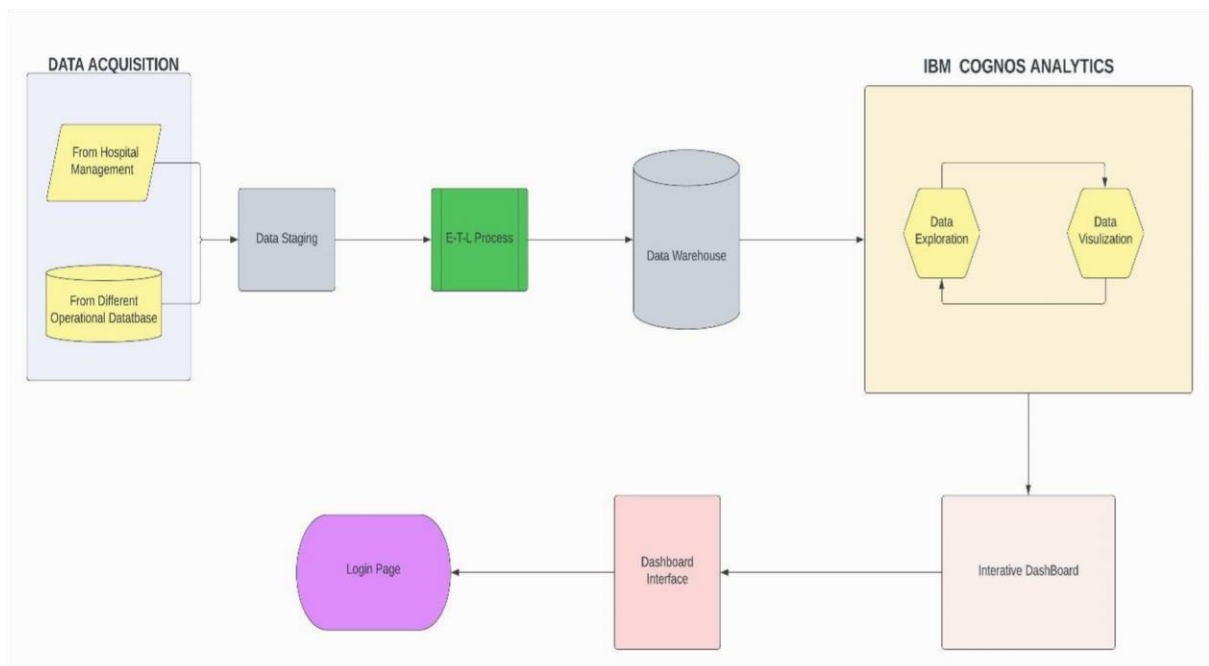 DATA ACQUISITION
IBM COGNOS ANALYTICS
From Hospital
Management
From Different
Operational Datatbase
Data Staging
E-T-L Process
Data Warehouse
Data
Exploration
Data
Visulization
Interative DashBoard
Dashboard
Interface
Login Page